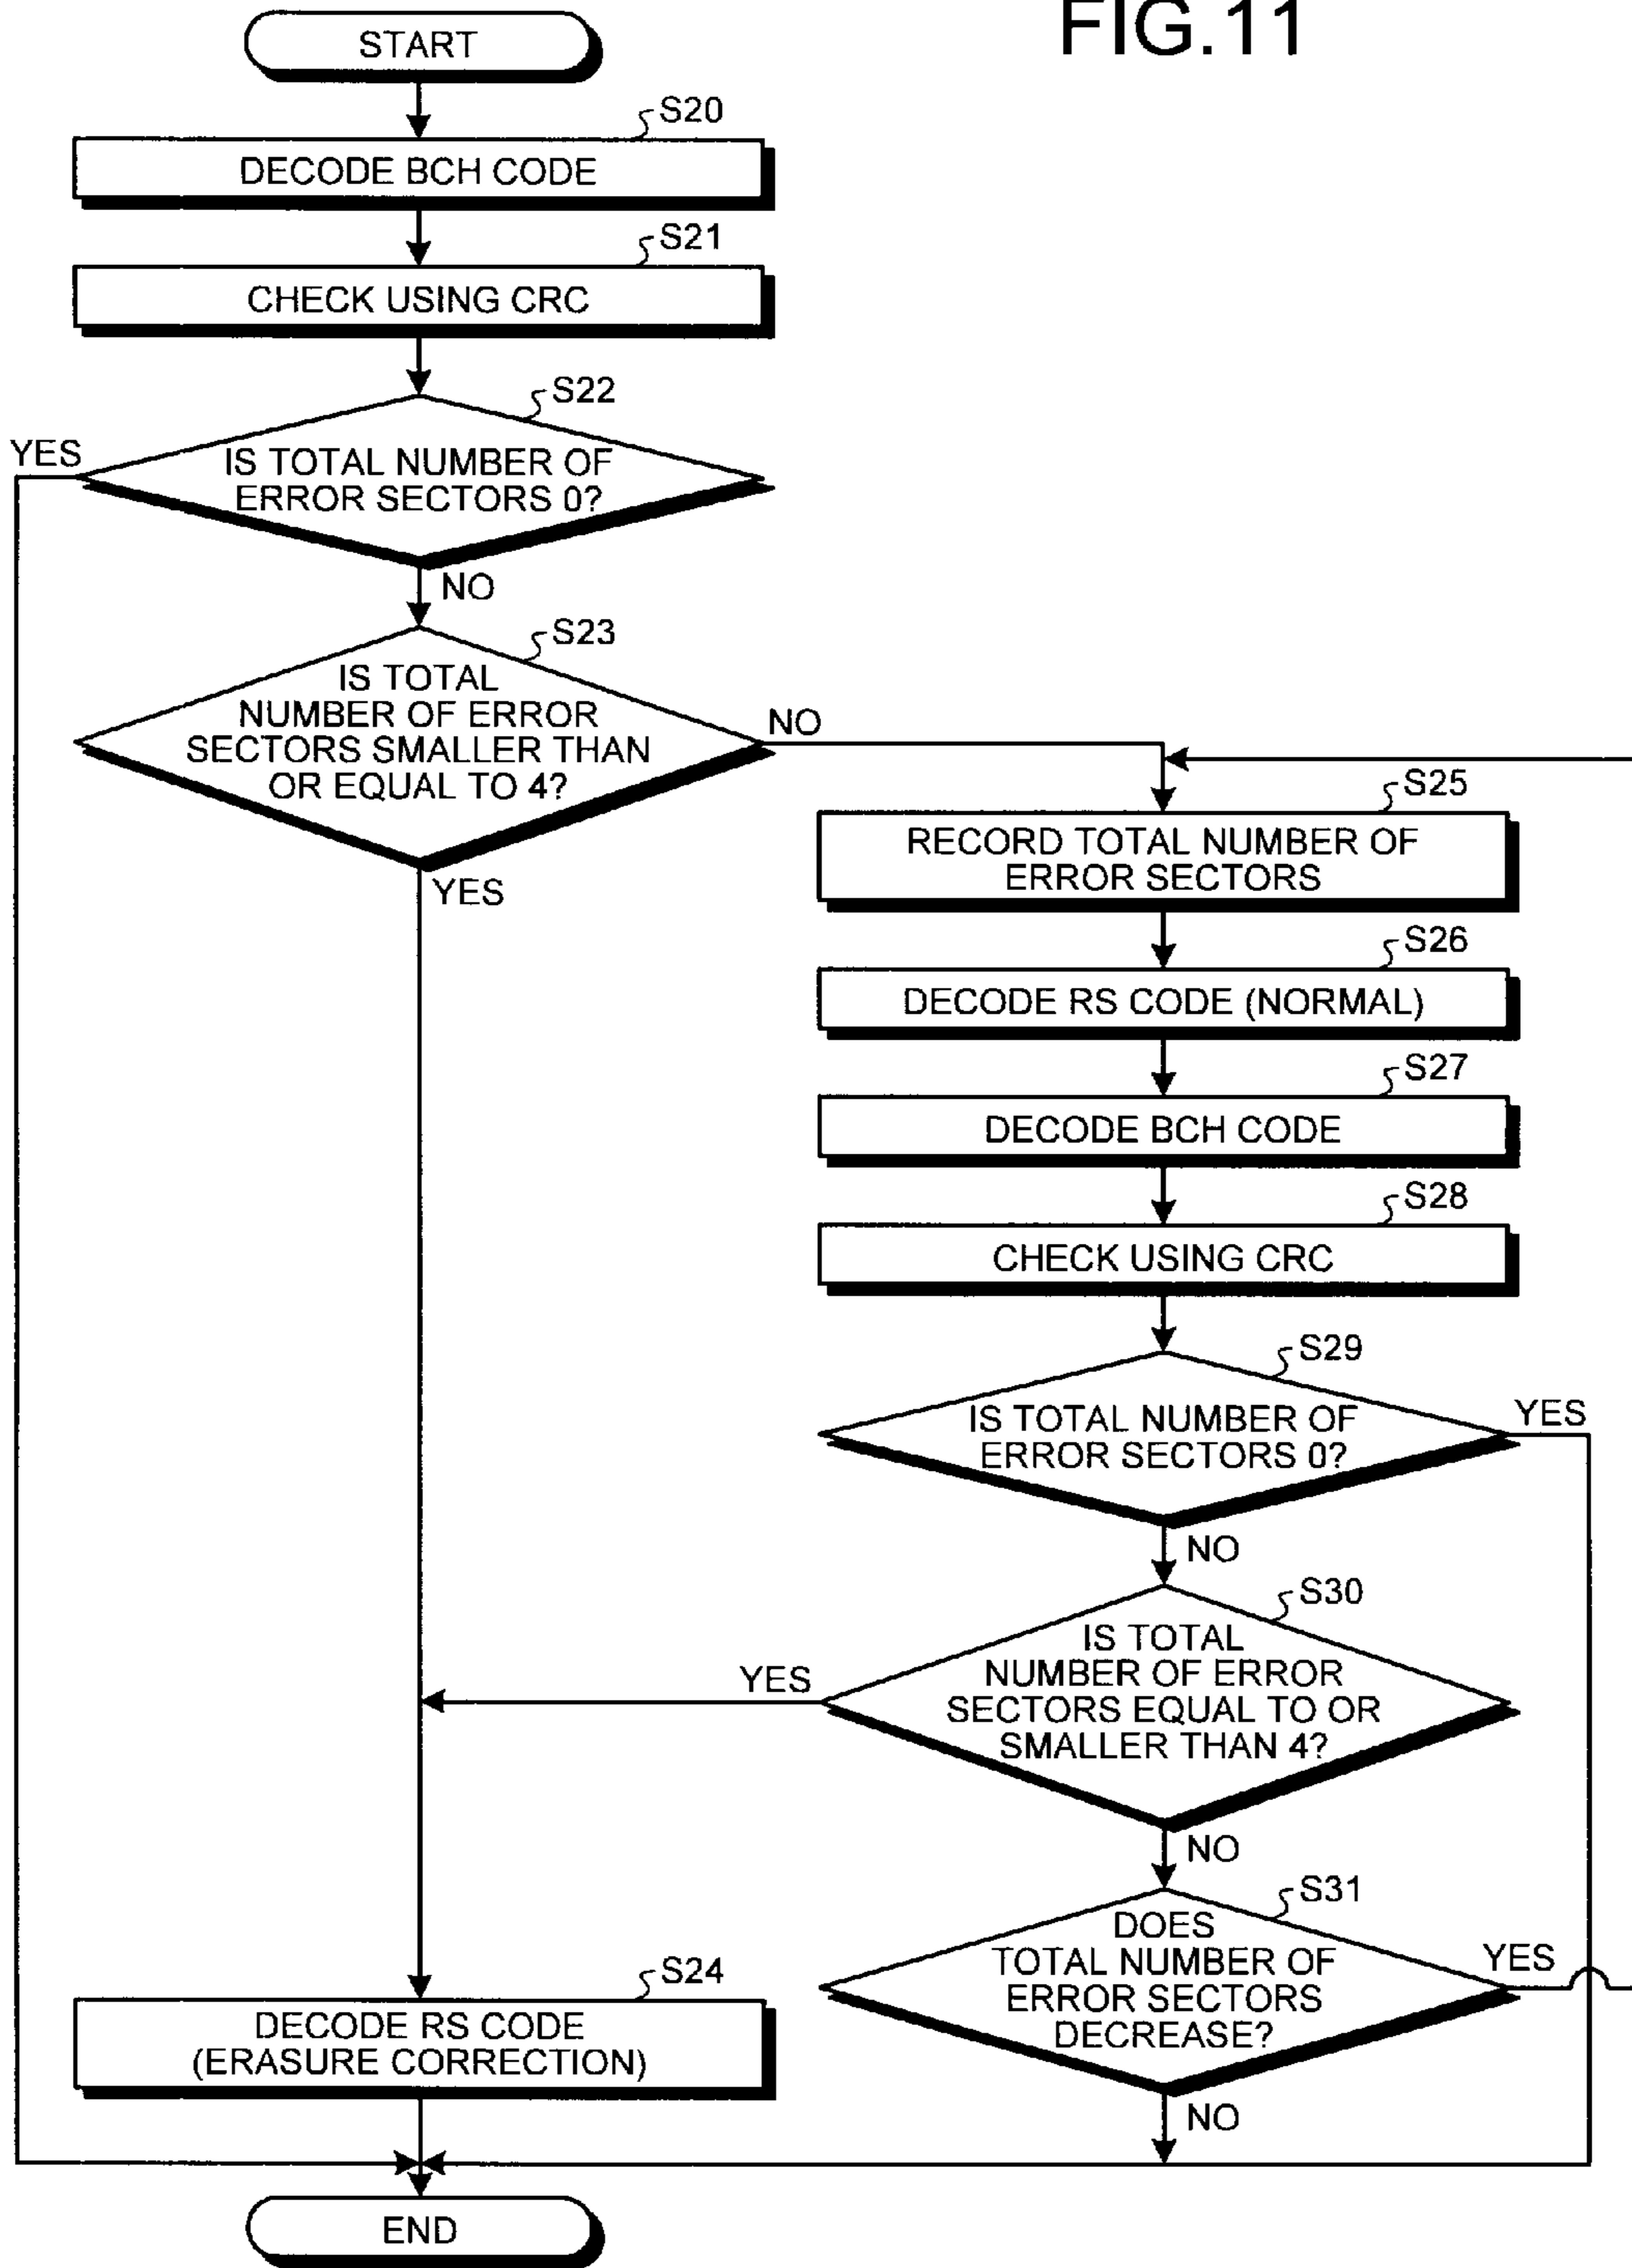 FIG.11
START
S20
DECODE BCH CODE
S21
CHECK USING CRC
S22
YES
IS TOTAL NUMBER OF
ERROR SECTORS 0?
NO
S23
IS TOTAL
NUMBER OF ERROR
SECTORS SMALLER THAN
OR EQUAL TO 4?
NO
YES
S25
RECORD TOTAL NUMBER OF
ERROR SECTORS
S26
DECODE RS CODE (NORMAL)
S27
DECODE BCH CODE
S28
CHECK USING CRC
S29
IS TOTAL NUMBER OF
ERROR SECTORS 0?
YES
NO
S30
IS TOTAL
NUMBER OF ERROR
SECTORS EQUAL TO OR
SMALLER THAN 4?
YES
NO
S31
DOES
TOTAL NUMBER OF
ERROR SECTORS
DECREASE?
YES
NO
S24
DECODE RS CODE
(ERASURE CORRECTION)
END